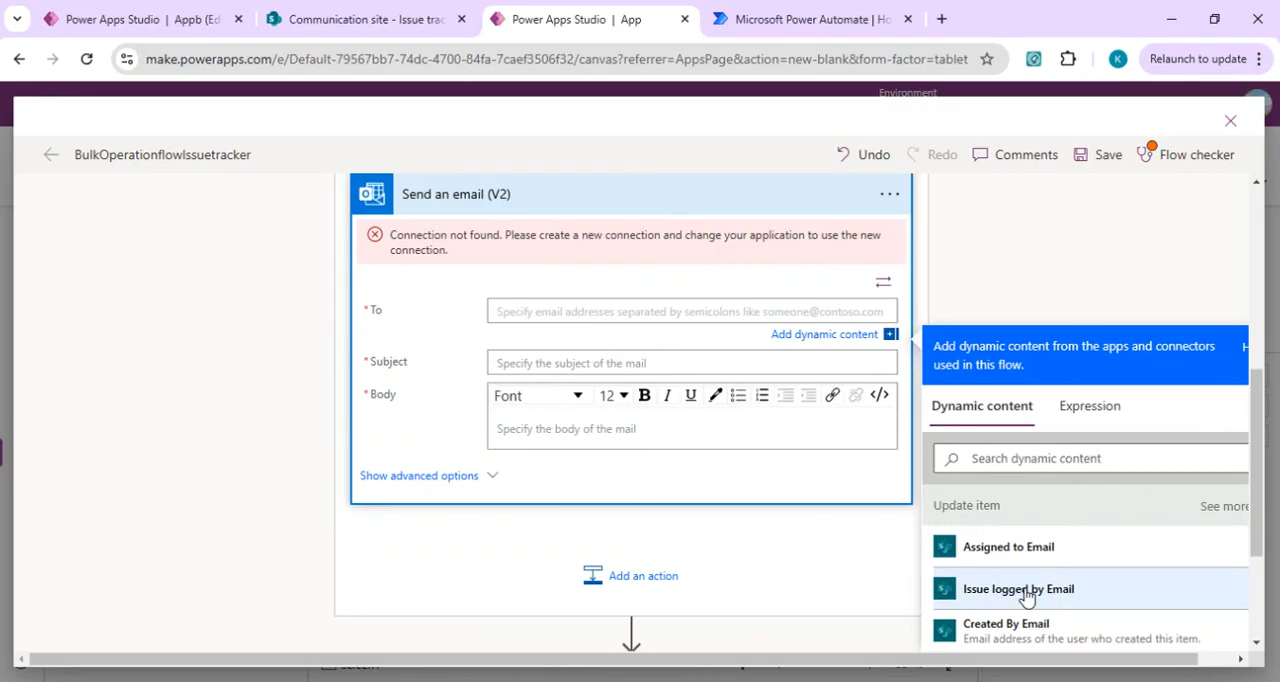 Power Apps Studio | Appb (Ed
Communication site - Issue trac
Power Apps Studio | App
Microsoft Power Automate | Ho
make.powerapps.com/e/Default-79567bb7-74dc-4700-84fa-7caef3506f32/canvas?referrer=AppsPage&action=new-blank&form-factor=tablet
K
Relaunch to update
Environment
BulkOperationflowIssuetracker
Undo
Redo
Comments
Save
Flow checker
Send an email (V2)
Connection not found. Please create a new connection and change your application to use the new
connection.
* To
Specify email addresses separated by semicolons like someone@contoso.com
Add dynamic content
* Subject
Specify the subject of the mail
* Body
Font
12
B
I
U
</>
Specify the body of the mail
Show advanced options
Add an action
Add dynamic content from the apps and connectors
used in this flow.
Dynamic content
Expression
Search dynamic content
Update item
See more
Assigned to Email
Issue logged by Email
Created By Email
Email address of the user who created this item.